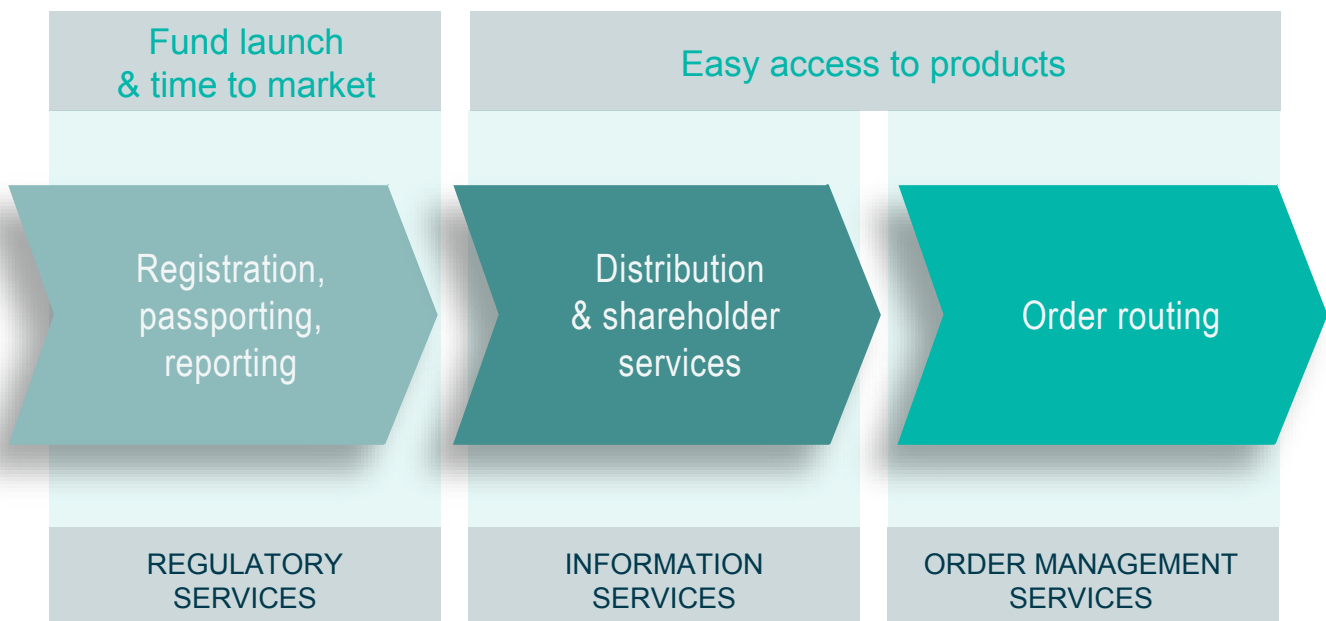 Fund launch
& time to market
Easy access to products
Registration,
passporting,
reporting
Distribution
& shareholder
services
Order routing
REGULATORY
SERVICES
INFORMATION
SERVICES
ORDER MANAGEMENT
SERVICES